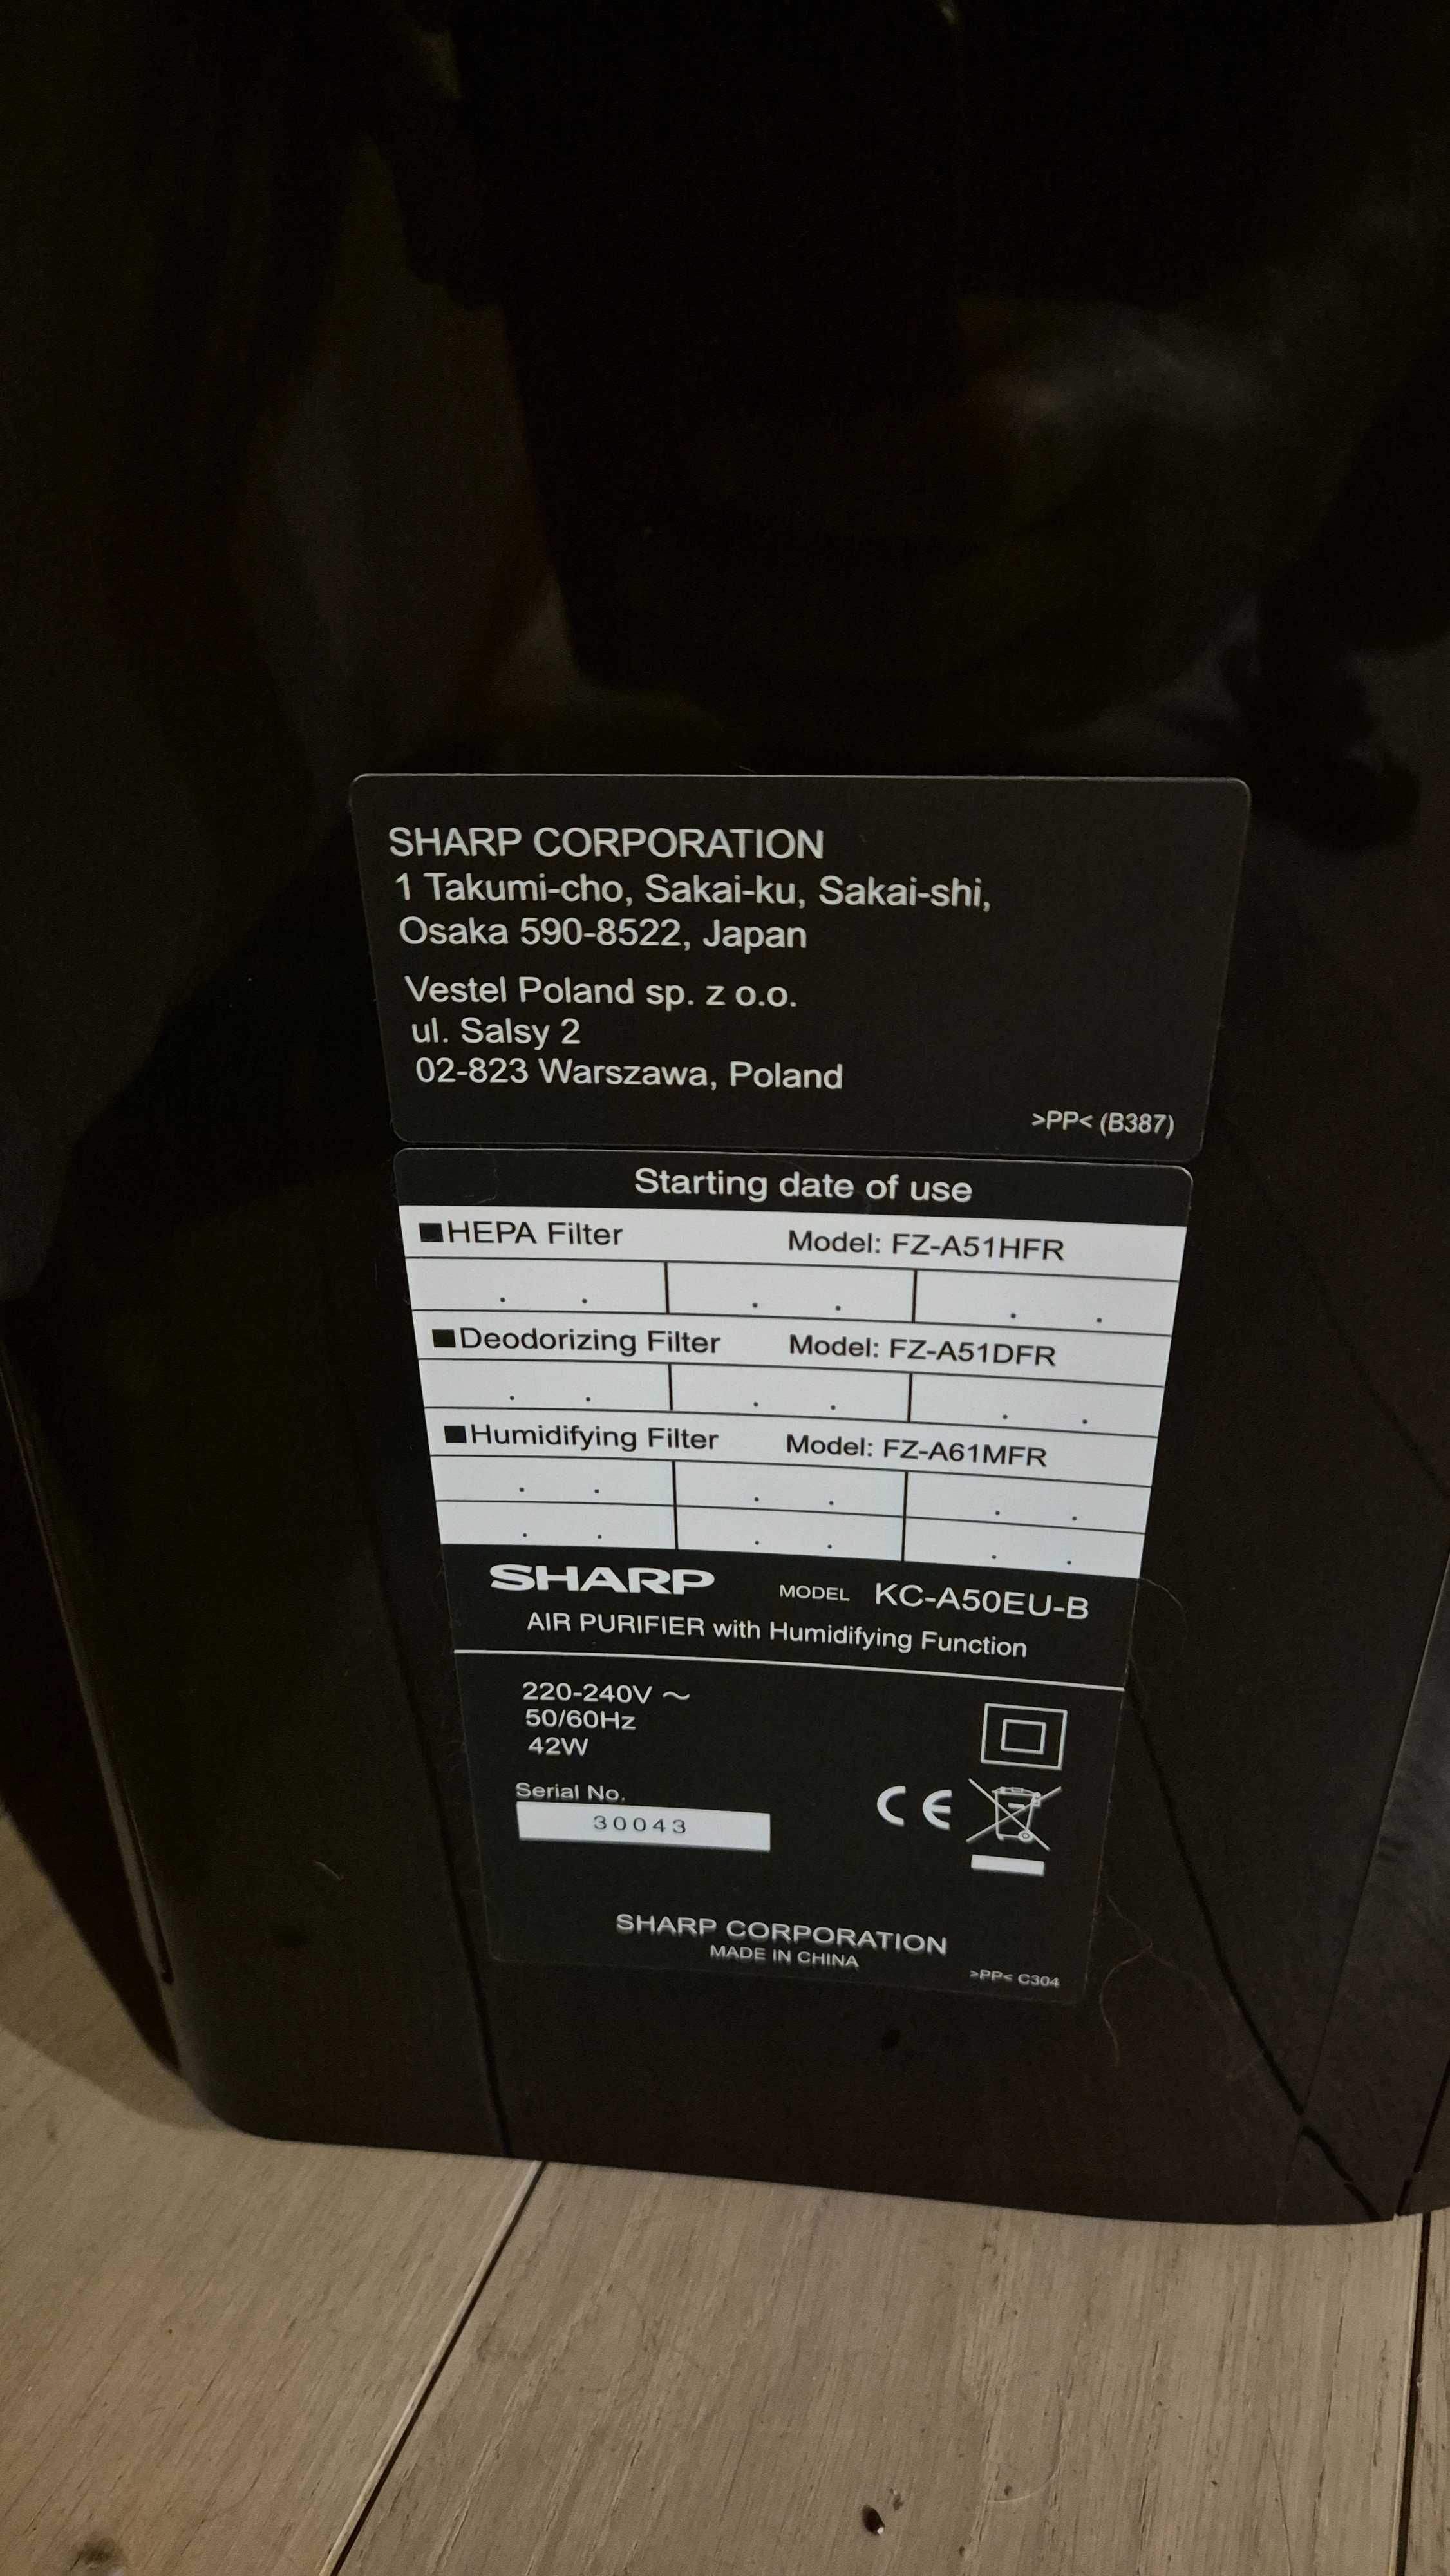 SHARP CORPORATION
1 Takumi-cho, Sakai-ku, Sakai-shi,
Osaka 590-8522, Japan
Vestel Poland sp. z o.o.
ul. Salsy 2
02-823 Warszawa, Poland
>PP< (B387)
Starting date of use
■HEPA Filter Model: FZ-A51HFR
. . . . . .
■Deodorizing Filter Model: FZ-A51DFR
. . . . . .
■Humidifying Filter Model: FZ-A61MFR
. . . . . .
. . . . . .
SHARP MODEL KC-A50EU-B
AIR PURIFIER with Humidifying Function
220-240V ~
50/60Hz
42W
Serial No.
30043
CE
SHARP CORPORATION
MADE IN CHINA
>PP< C304